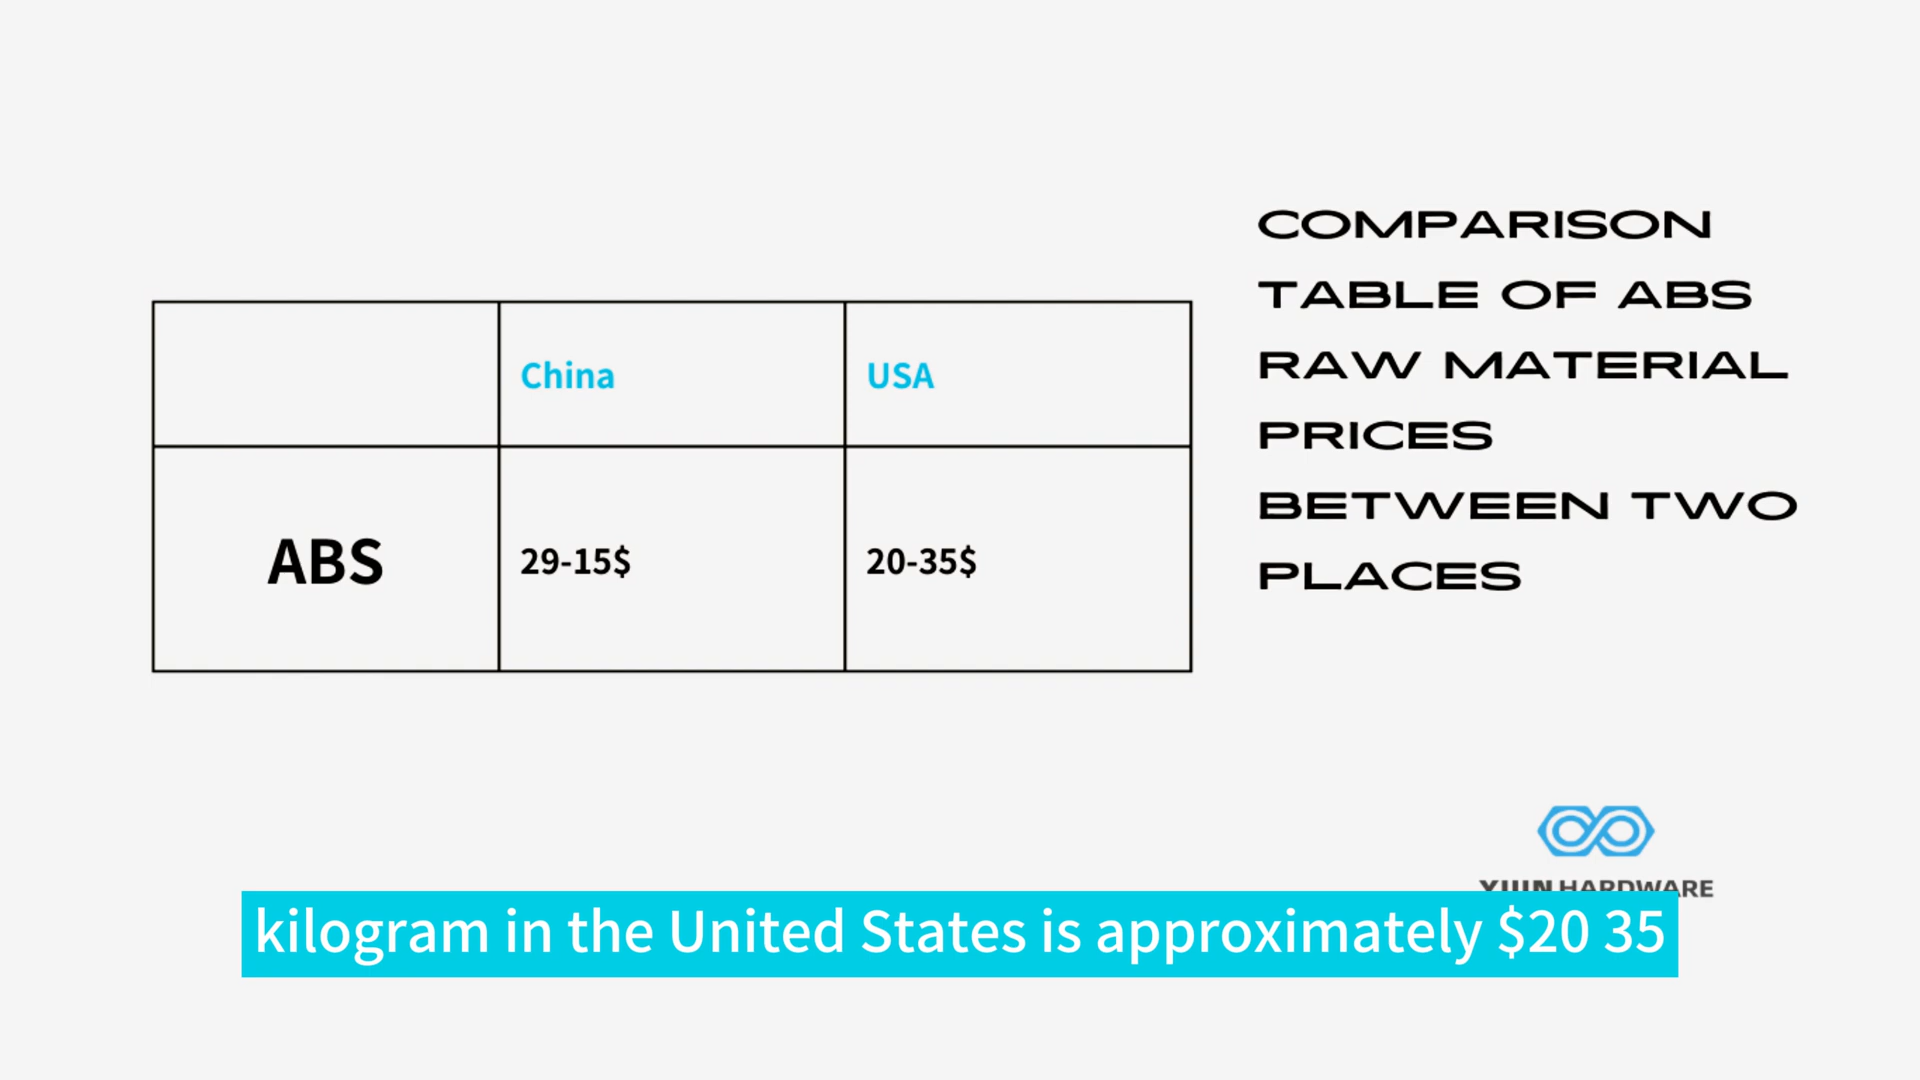 COMPARISON
TABLE OF ABS
RAW MATERIAL
PRICES
BETWEEN TWO
PLACES
China USA
ABS 29-15$ 20-35$
HARDWARE
kilogram in the United States is approximately $20 35